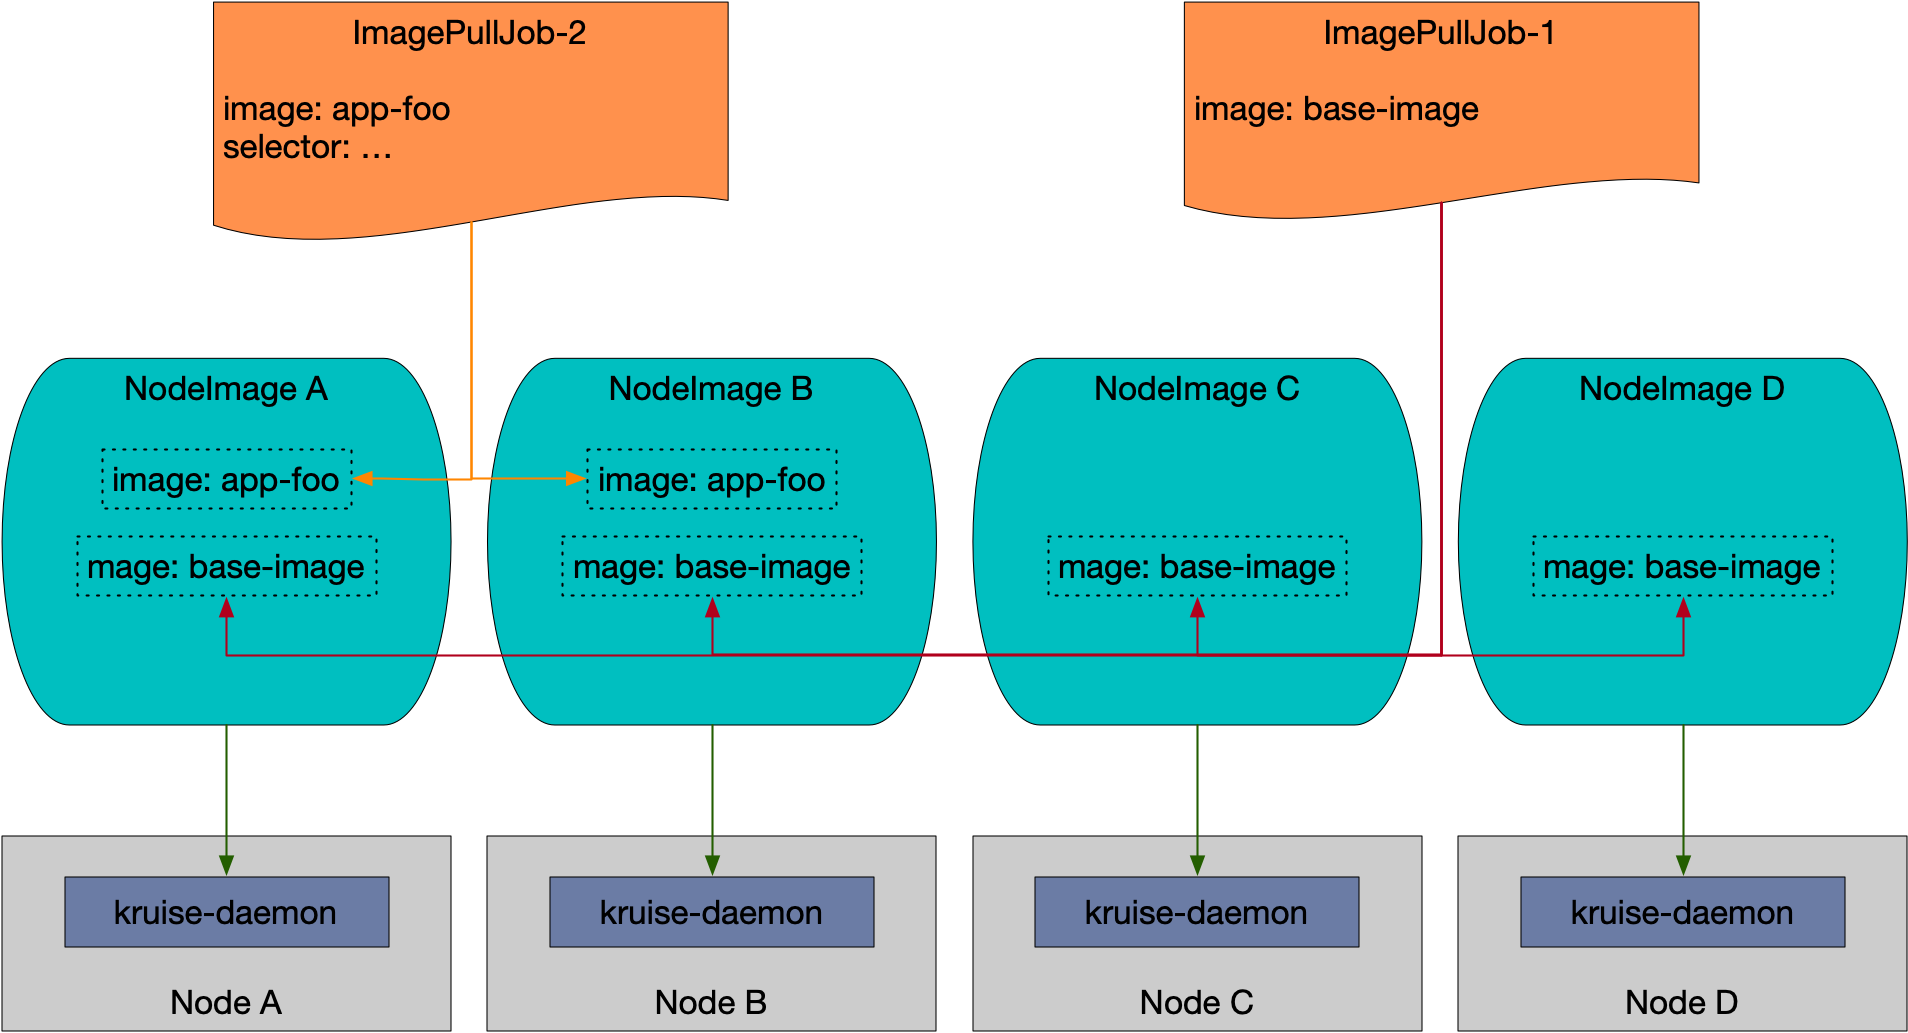 ImagePullJob-2
image: app-foo
selector: …
ImagePullJob-1
image: base-image
NodeImage A
image: app-foo
mage: base-image
NodeImage B
image: app-foo
mage: base-image
NodeImage C
mage: base-image
NodeImage D
mage: base-image
kruise-daemon
Node A
kruise-daemon
Node B
kruise-daemon
Node C
kruise-daemon
Node D